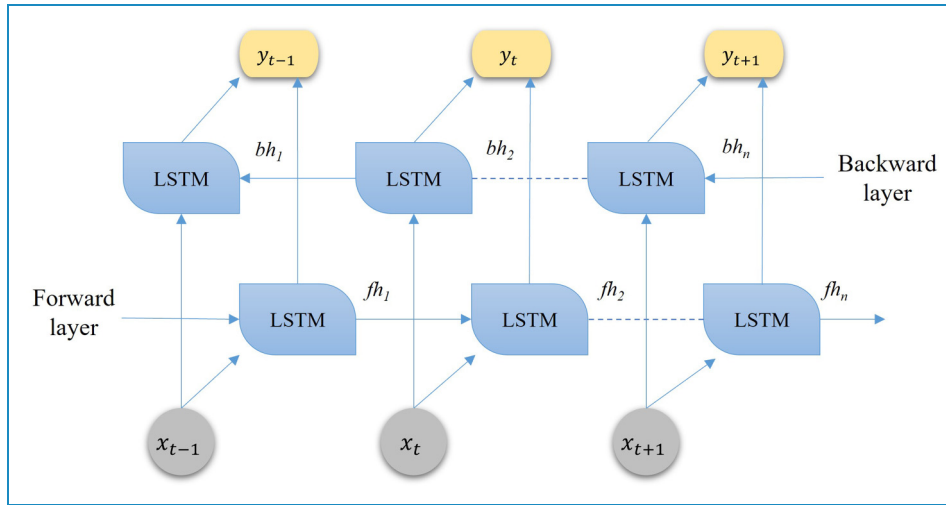 y_{t-1} y_t y_{t+1}
bh_1 bh_2 bh_n
LSTM LSTM LSTM
Backward
layer
fh_1 fh_2 fh_n
Forward
layer
LSTM LSTM LSTM
x_{t-1} x_t x_{t+1}